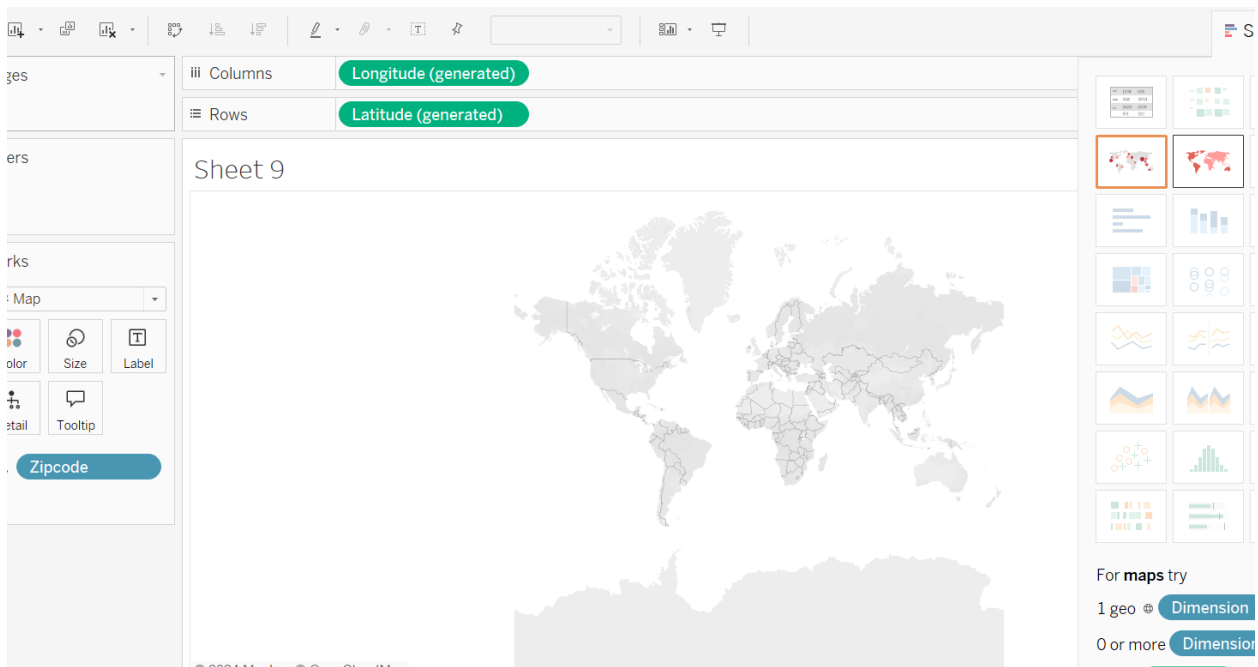 S
ges
iii Columns
Longitude (generated)
Rows
Latitude (generated)
ers
Sheet 9
rks
Map
olor
Size
Label
etail
Tooltip
Zipcode
For maps try
1 geo
Dimension
0 or more
Dimension